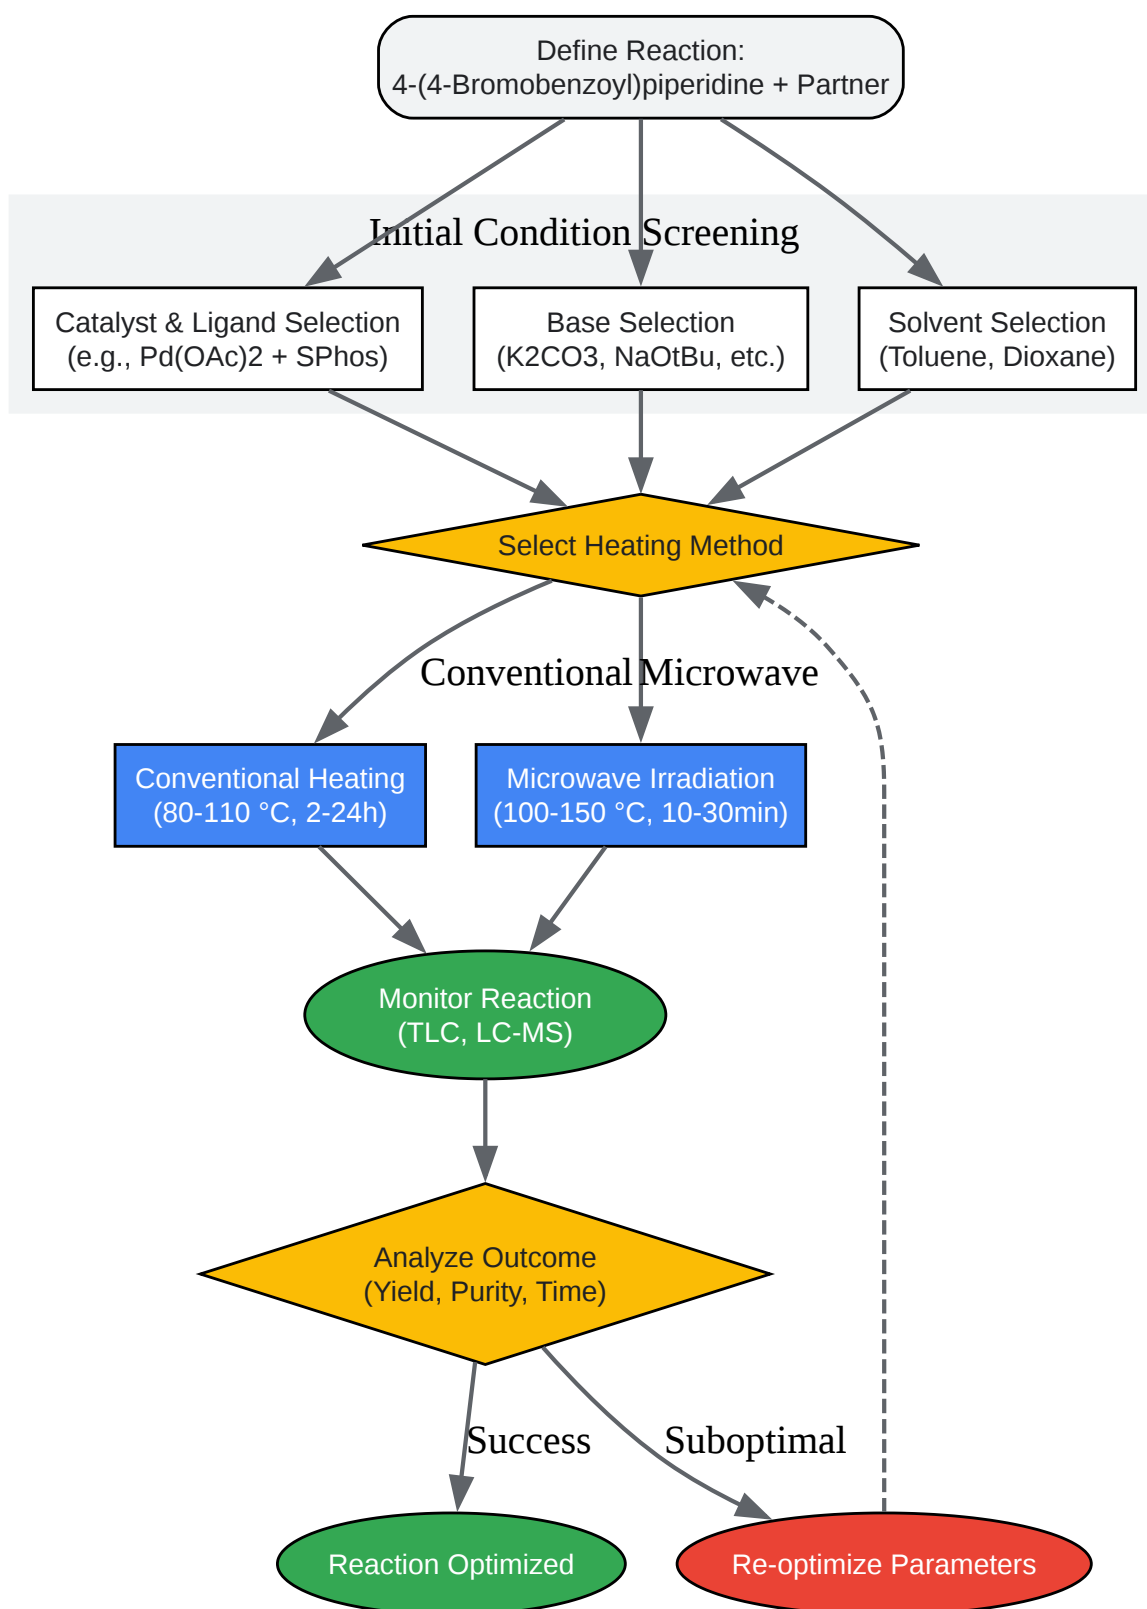 Define Reaction:
4-(4-Bromobenzoyl)piperidine + Partner
Initial Condition Screening
Catalyst & Ligand Selection
(e.g., Pd(OAc)2 + SPhos)
Base Selection
(K2CO3, NaOtBu, etc.)
Solvent Selection
(Toluene, Dioxane)
Select Heating Method
Conventional
Microwave
Conventional Heating
(80-110 °C, 2-24h)
Microwave Irradiation
(100-150 °C, 10-30min)
Monitor Reaction
(TLC, LC-MS)
Analyze Outcome
(Yield, Purity, Time)
Success
Suboptimal
Reaction Optimized
Re-optimize Parameters